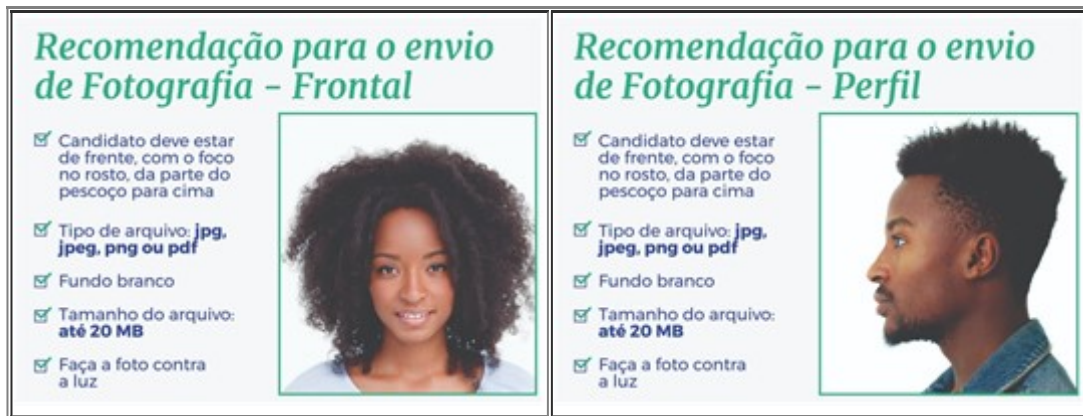 Recomendação para o envio
de Fotografia – Frontal
Candidato deve estar
de frente, com o foco
no rosto, da parte do
pescoço para cima
Tipo de arquivo: jpg,
jpeg, png ou pdf
Fundo branco
Tamanho do arquivo:
até 20 MB
Faça a foto contra
a luz
Recomendação para o envio
de Fotografia – Perfil
Candidato deve estar
de frente, com o foco
no rosto, da parte do
pescoço para cima
Tipo de arquivo: jpg,
jpeg, png ou pdf
Fundo branco
Tamanho do arquivo:
até 20 MB
Faça a foto contra
a luz